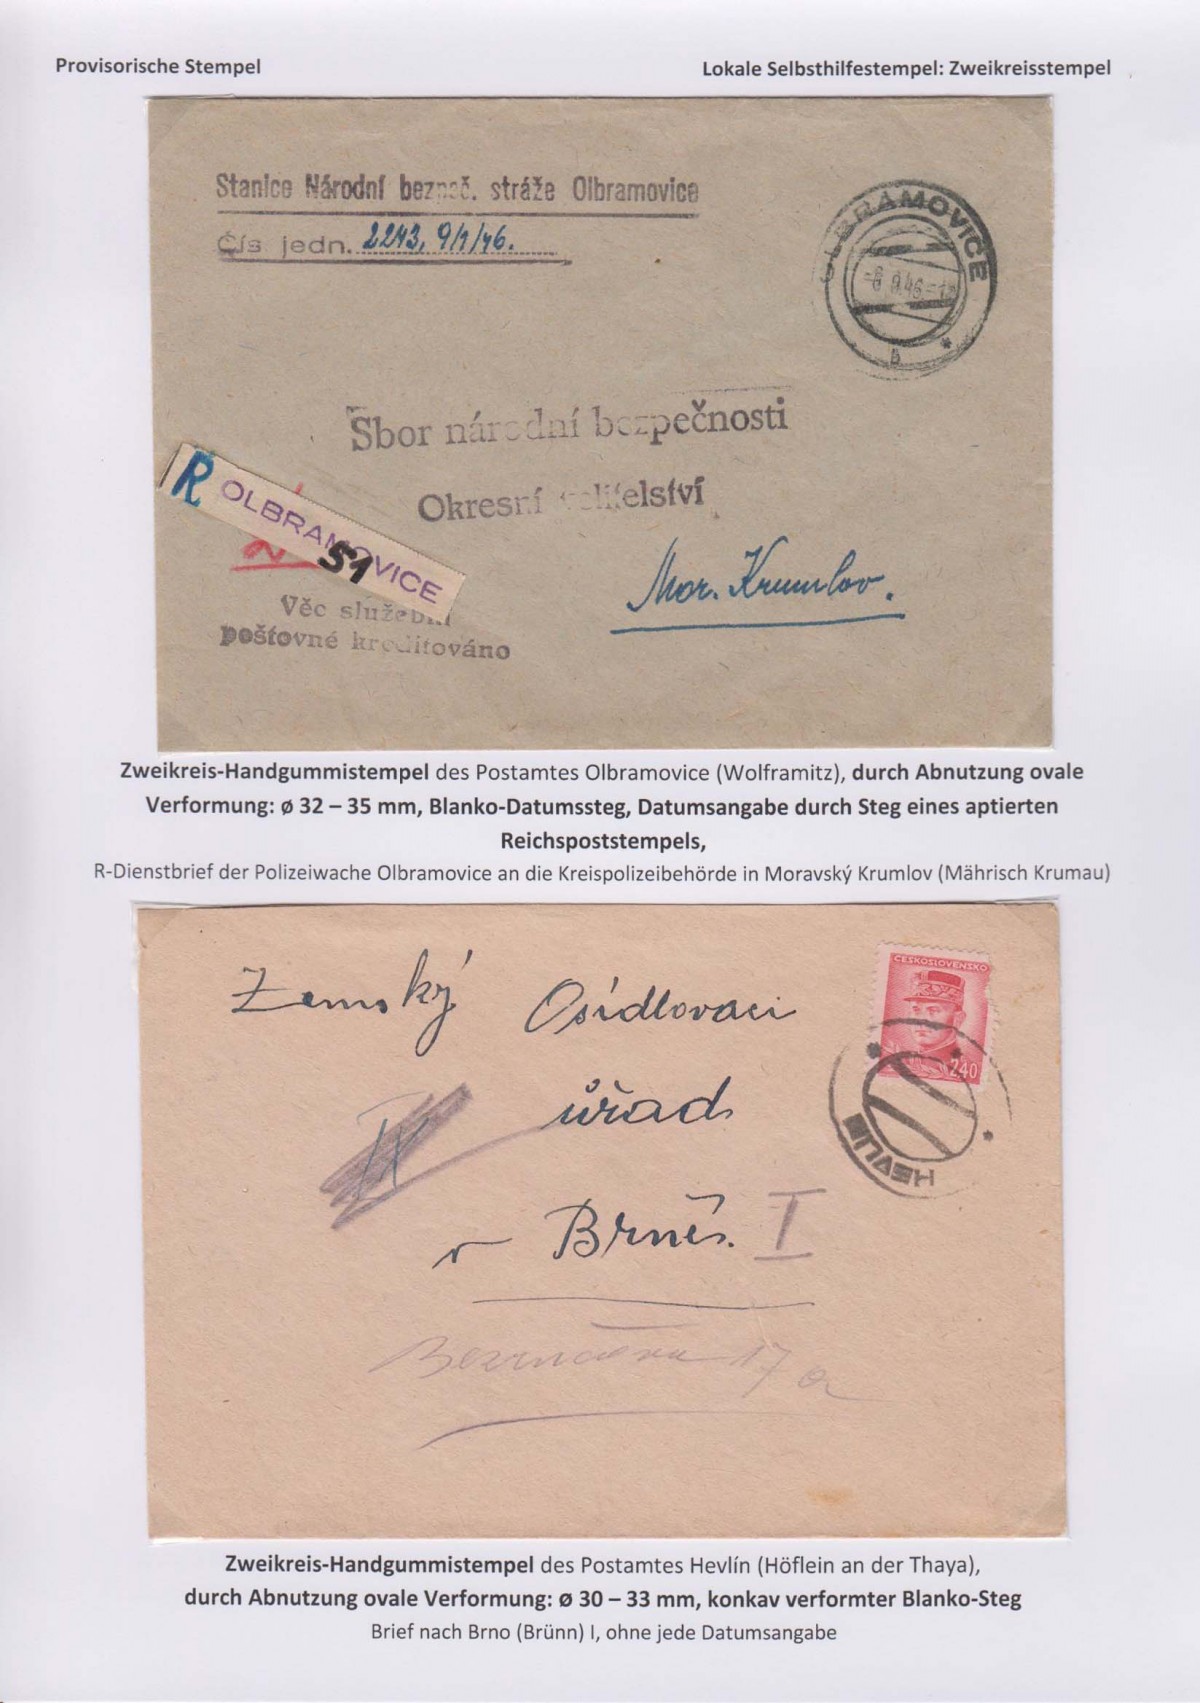 Provisorische Stempel
Lokale Selbsthilfestempel: Zweikreisstempel
Stanice Národní bezpeč. stráže Olbramovice
Čís jedn. 2243, 9/1/46.
OLBRAMOVICE
Sbor národní bezpečnosti
Okresní velitelství
R OLBRAMOVICE
51
Mor. Krumlov.
Věc služební
poštovné kreditováno
Zweikreis-Handgummistempel des Postamtes Olbramovice (Wolframitz), durch Abnutzung ovale
Verformung: ø 32 – 35 mm, Blanko-Datumssteg, Datumsangabe durch Steg eines aptierten
Reichspoststempels,
R-Dienstbrief der Polizeiwache Olbramovice an die Kreispolizeibehörde in Moravský Krumlov (Mährisch Krumau)
Zemský Osídlovací
ČESKOSLOVENSKO
2.40
úřad
HEVLÍN
IV
v Brně. I
17 a
Zweikreis-Handgummistempel des Postamtes Hevlín (Höflein an der Thaya),
durch Abnutzung ovale Verformung: ø 30 – 33 mm, konkav verformter Blanko-Steg
Brief nach Brno (Brünn) I, ohne jede Datumsangabe